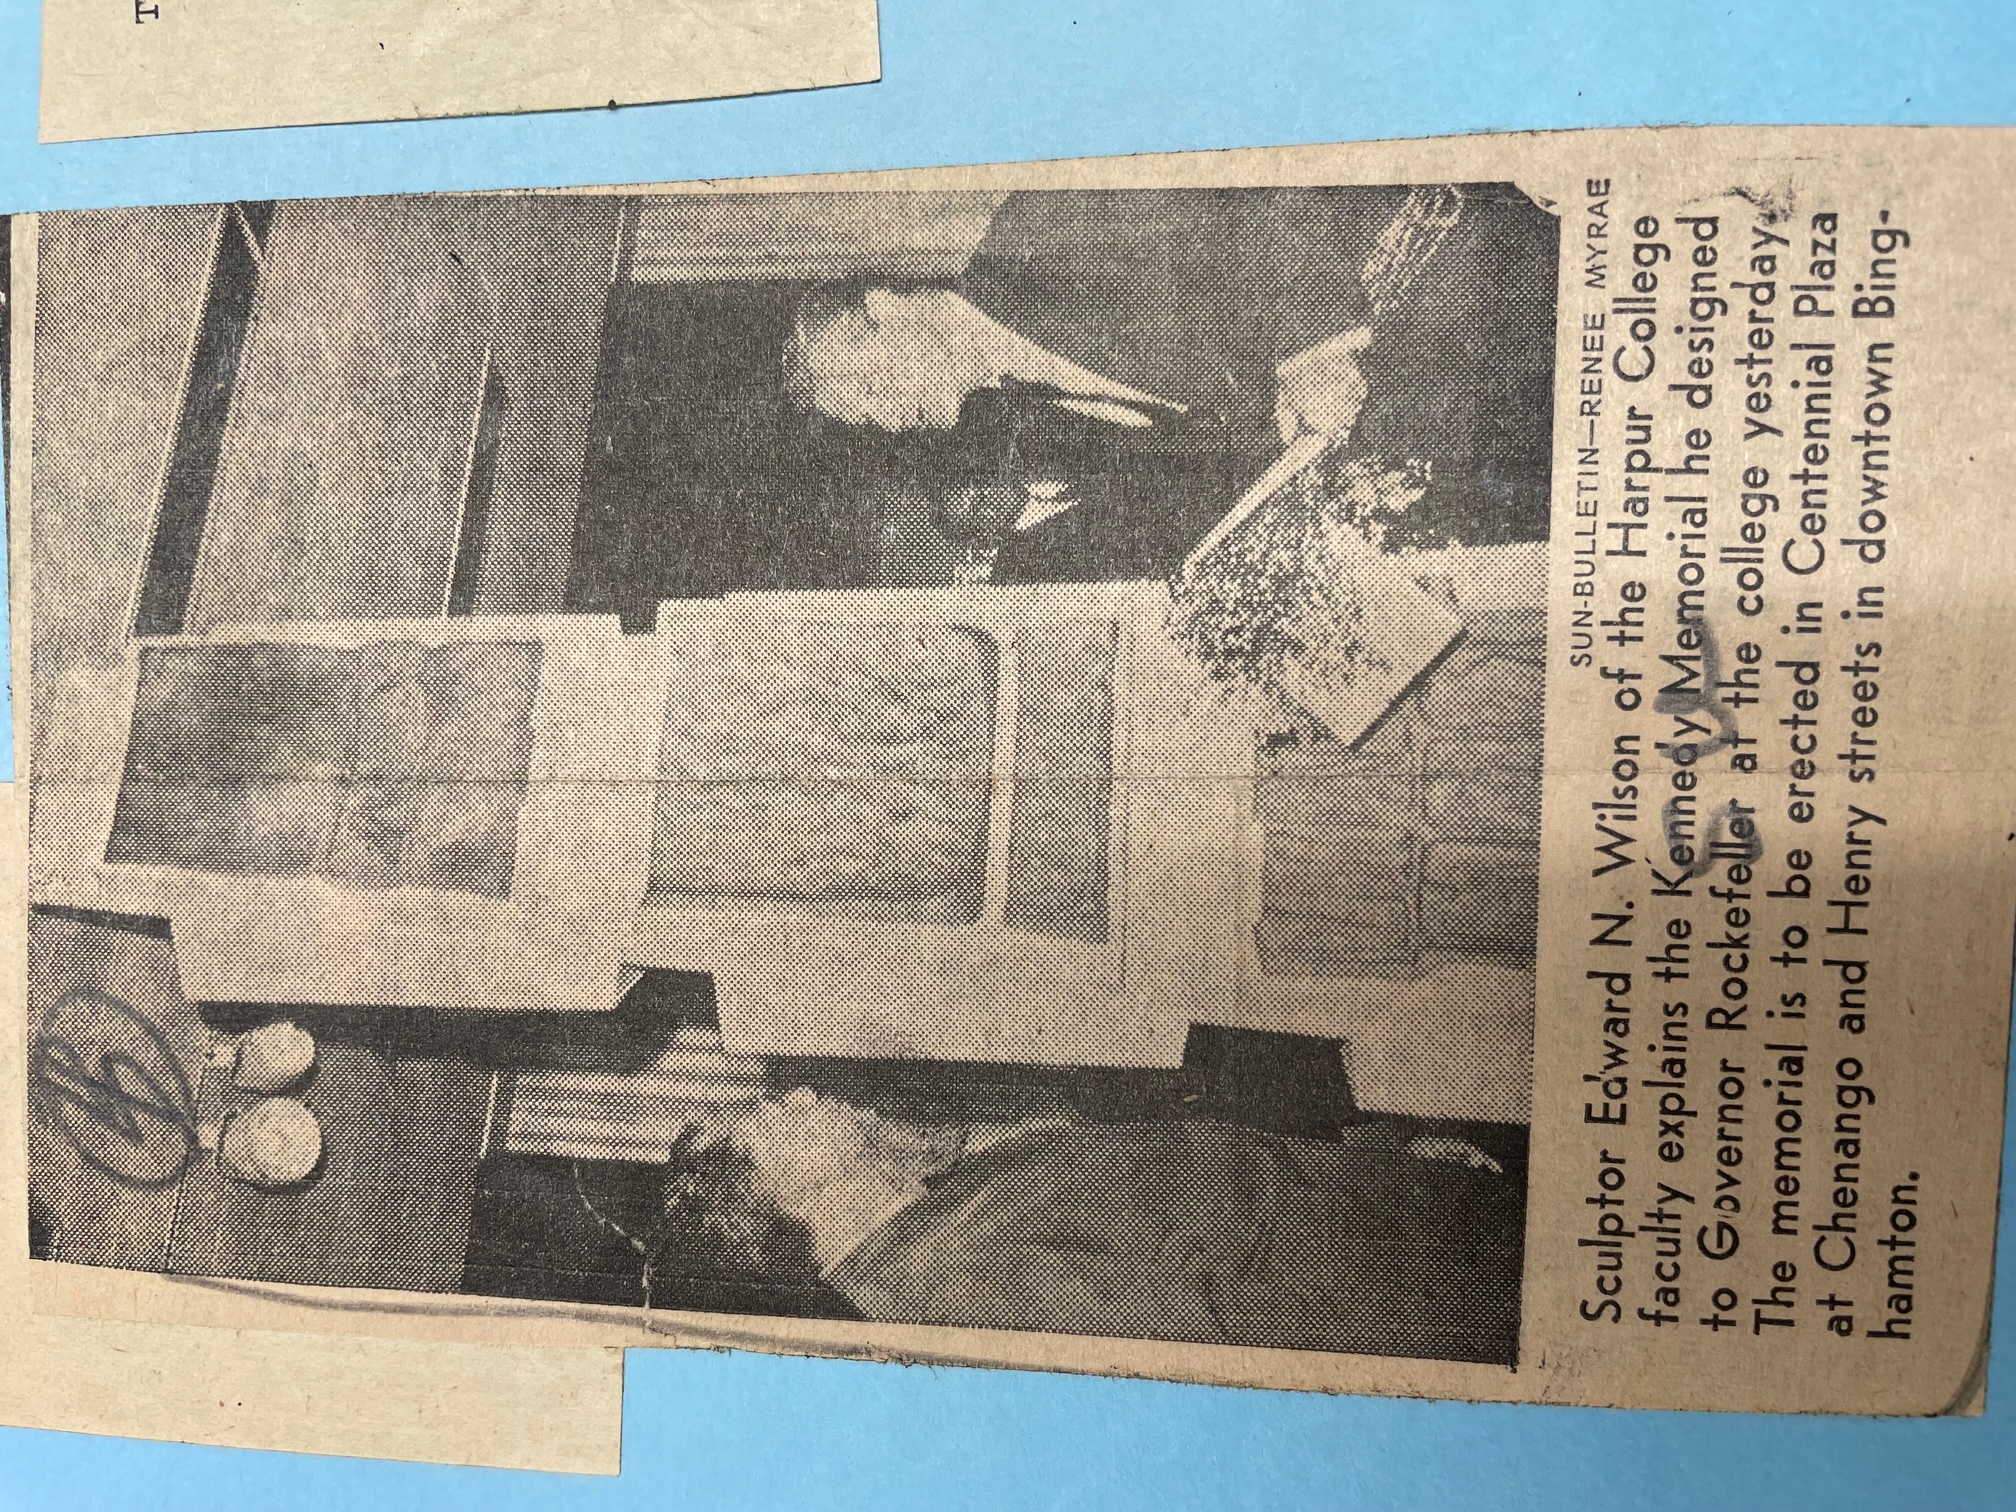 SUN-BULLETIN—RENEE MYRAE
Sculptor Edward N. Wilson of the Harpur College
faculty explains the Kennedy Memorial he designed
to Governor Rockefeller at the college yesterday.
The memorial is to be erected in Centennial Plaza
at Chenango and Henry streets in downtown Bing-
hamton.
T